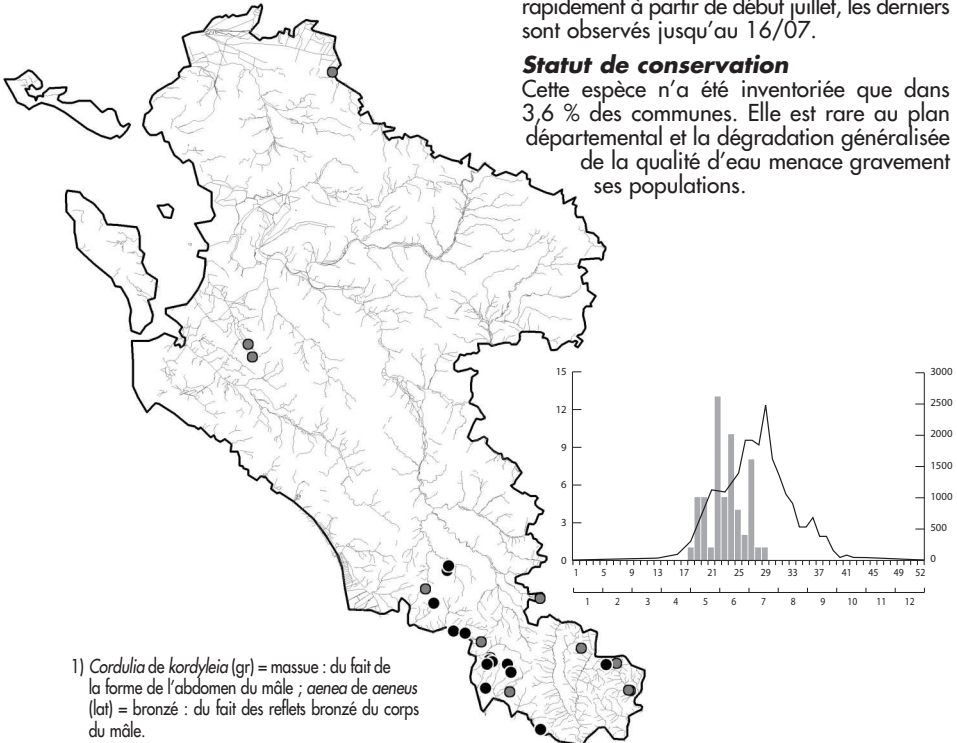 rapidement à partir de début juillet, les derniers
sont observés jusqu'au 16/07.
Statut de conservation
Cette espèce n'a été inventoriée que dans
3,6 % des communes. Elle est rare au plan
départemental et la dégradation généralisée
de la qualité d'eau menace gravement
ses populations.
15
12
9
6
3
0
3000
2500
2000
1500
1000
500
0
1 5 9 13 17 21 25 29 33 37 41 45 49 52
1 2 3 4 5 6 7 8 9 10 11 12
1) Cordulia de kordyleia (gr) = massue : du fait de
la forme de l'abdomen du mâle ; aenea de aeneus
(lat) = bronzé : du fait des reflets bronzé du corps
du mâle.